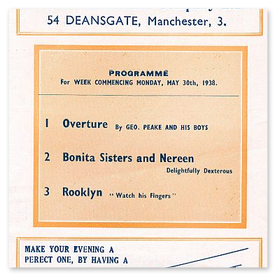 54 DEANSGATE, Manchester, 3.
PROGRAMME
For WEEK COMMENCING MONDAY, MAY 30th, 1938.
1 Overture By GEO. PEAKE AND HIS BOYS
2 Bonita Sisters and Nereen
Delightfully Dexterous
3 Rooklyn "Watch his Fingers"
MAKE YOUR EVENING A
PERECT ONE, BY HAVING A